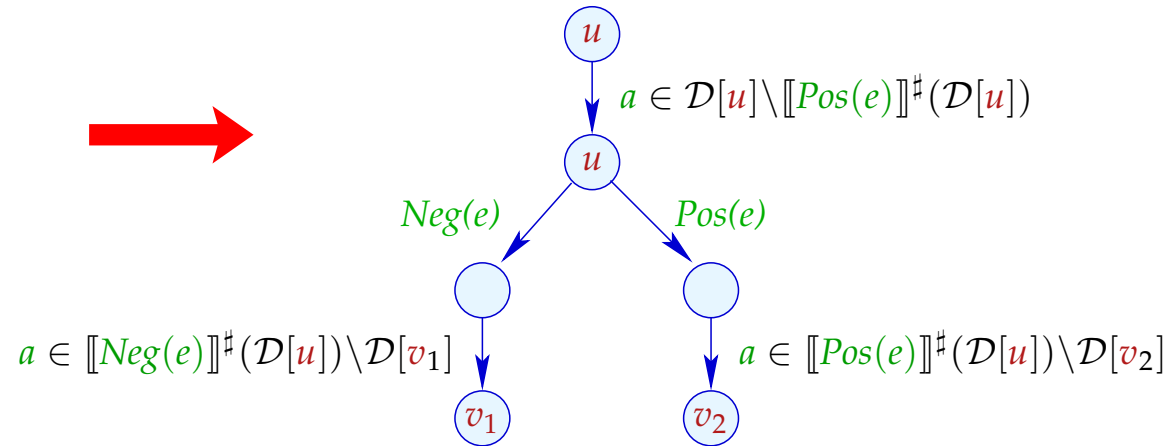 u
a ∈ 𝒟[u]\⟦Pos(e)⟧♯(𝒟[u])
u
Neg(e) Pos(e)
a ∈ ⟦Neg(e)⟧♯(𝒟[u])\𝒟[v₁] a ∈ ⟦Pos(e)⟧♯(𝒟[u])\𝒟[v₂]
v₁ v₂